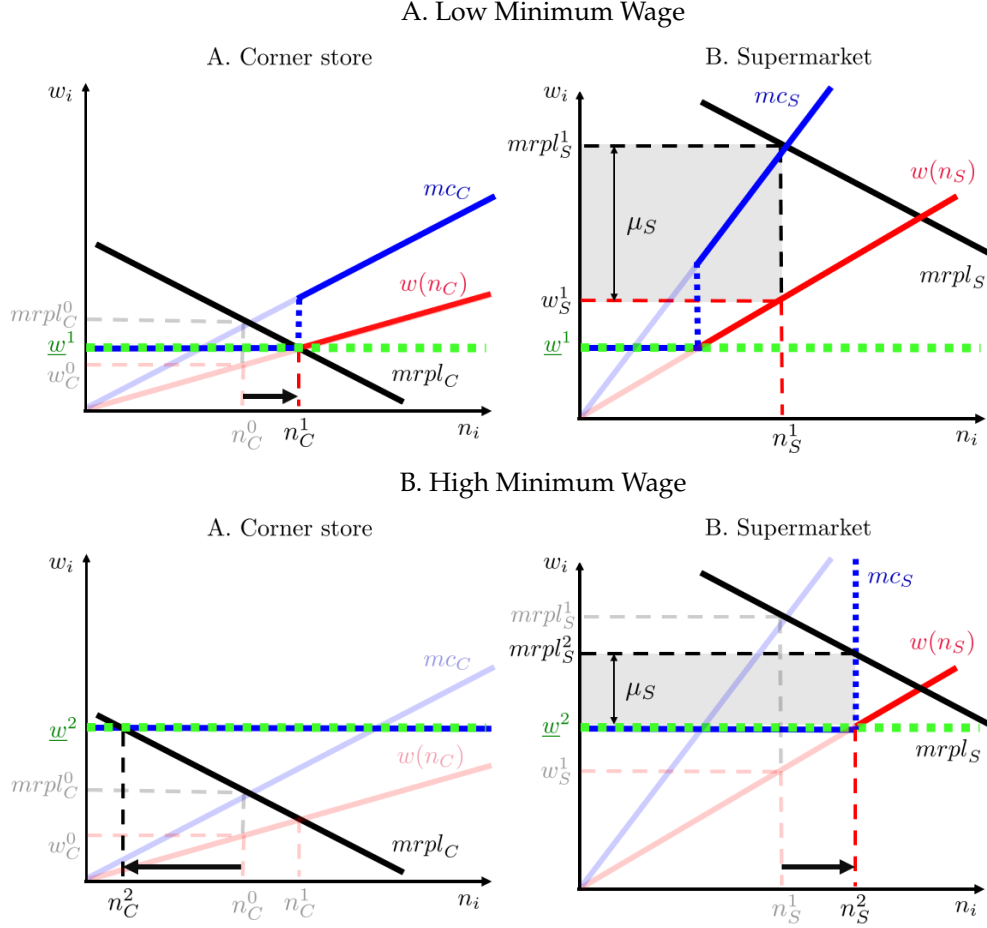 A. Low Minimum Wage
A. Corner store
w_i
mc_C
w(n_C)
mrpl_C^0
w^1
w_C^0
mrpl_C
n_C^0
n_C^1
n_i
B. Supermarket
w_i
mc_S
mrpl_S^1
w(n_S)
μ_S
mrpl_S
w_S^1
w^1
n_S^1
n_i
B. High Minimum Wage
A. Corner store
w_i
mc_C
w^2
w(n_C)
mrpl_C^0
w_C^0
mrpl_C
n_C^2
n_C^0
n_C^1
n_i
B. Supermarket
w_i
mc_S
mrpl_S^1
mrpl_S^2
w(n_S)
μ_S
w^2
mrpl_S
w_S^1
n_S^1
n_S^2
n_i